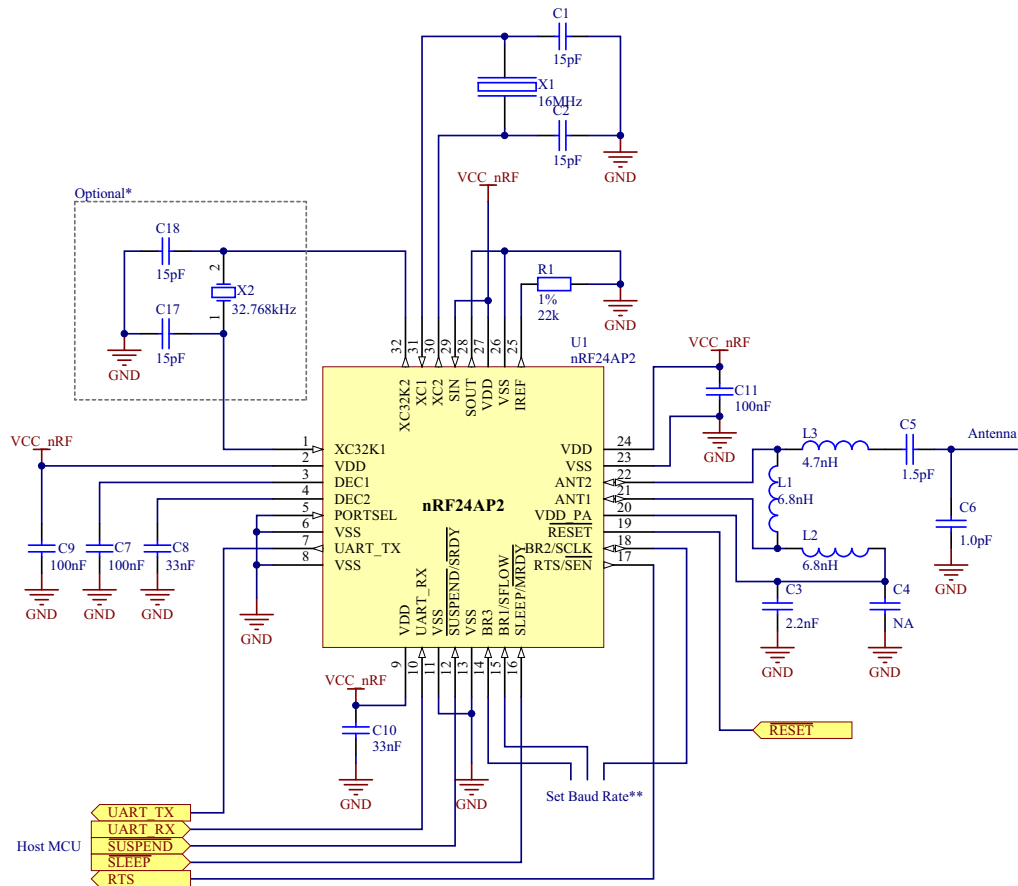 C1
15pF
X1
16MHz
C2
15pF
GND
VCC_nRF
Optional*
C18
15pF
2
X2
32.768kHz
1
C17
15pF
GND
R1
1%
22k
GND
U1
nRF24AP2
32
31
30
29
28
27
26
25
XC32K2
XC1
XC2
SIN
SOUT
VDD
VSS
IREF
VCC_nRF
C11
100nF
GND
VCC_nRF
1 XC32K1
2 VDD
3 DEC1
4 DEC2
5 PORTSEL
6 VSS
7 UART_TX
8 VSS
nRF24AP2
VDD 24
VSS 23
ANT2 22
ANT1 21
VDD_PA 20
RESET 19
BR2/SCLK 18
RTS/SEN 17
L3
4.7nH
C5
1.5pF
Antenna
L1
6.8nH
L2
6.8nH
C6
1.0pF
GND
C9
100nF
GND
C7
100nF
GND
C8
33nF
GND
GND
C3
2.2nF
GND
C4
NA
GND
VDD
UART_RX
VSS
SUSPEND/SRDY
VSS
BR3
BR1/SFLOW
SLEEP/MRDY
9
10
11
12
13
14
15
16
VCC_nRF
C10
33nF
GND
GND
RESET
Set Baud Rate**
Host MCU
UART_TX
UART_RX
SUSPEND
SLEEP
RTS